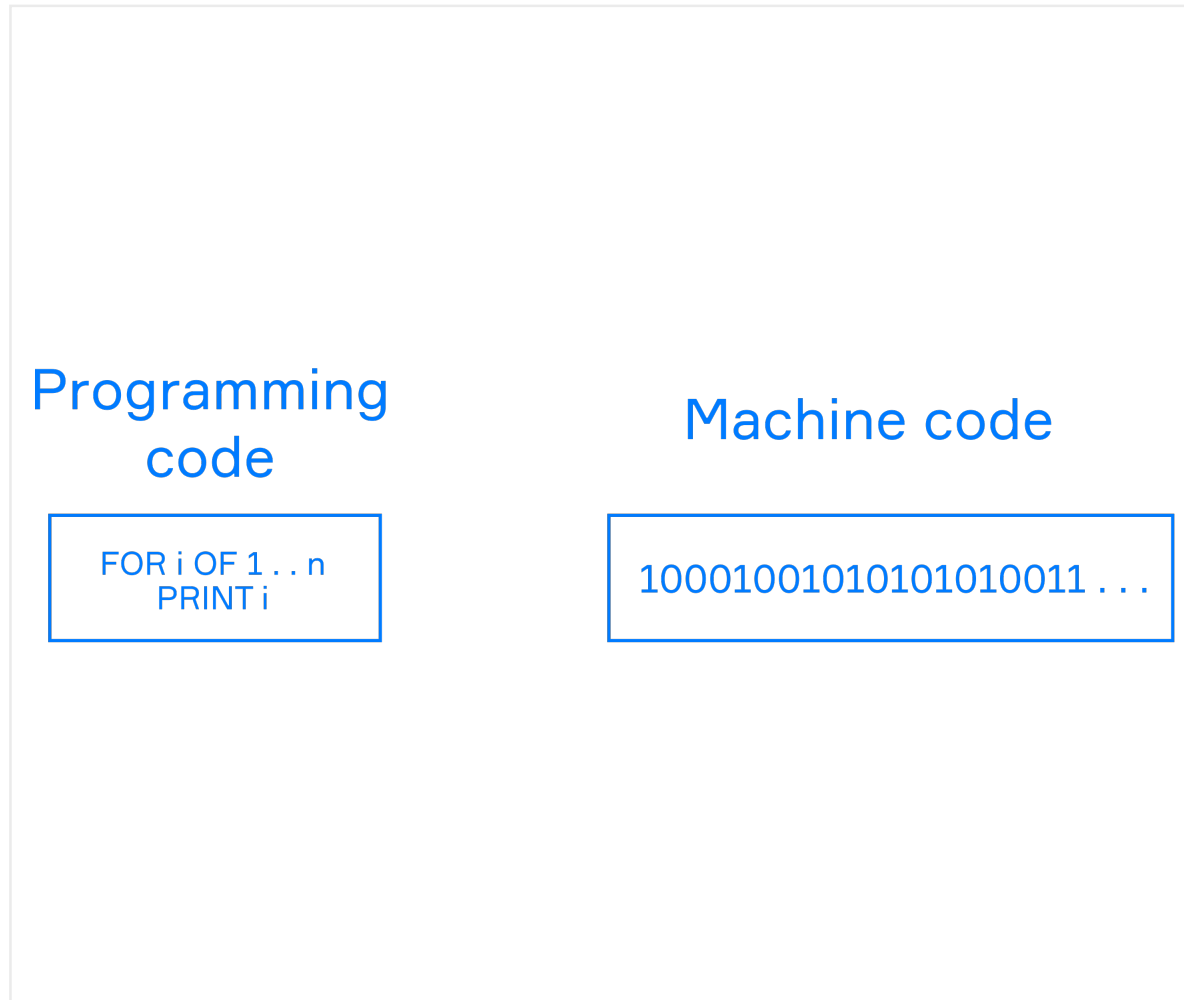 Programming
code
FOR i OF 1 . . n
PRINT i
Machine code
10001001010101010011 . . .